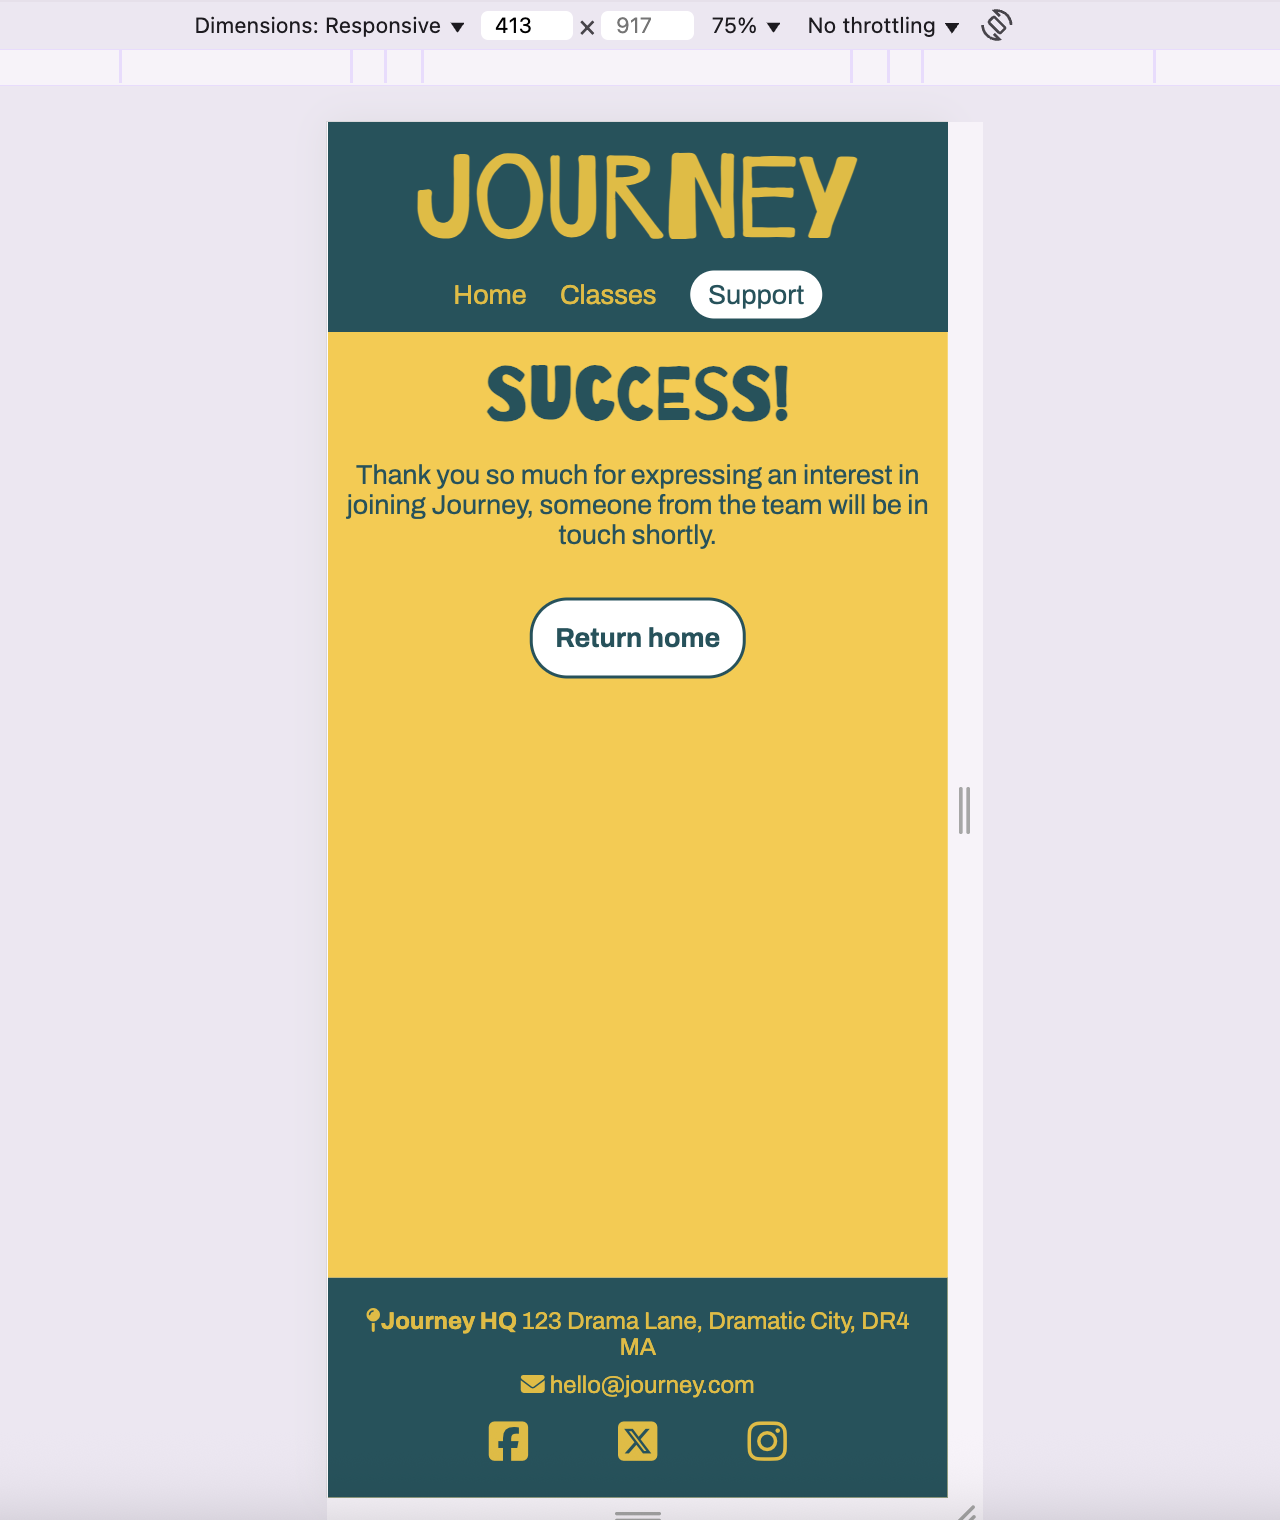 Dimensions: Responsive ▼ 413 x 917 75% ▼ No throttling ▼
JOURNEY
Home Classes Support
SUCCESS!
Thank you so much for expressing an interest in
joining Journey, someone from the team will be in
touch shortly.
Return home
Journey HQ 123 Drama Lane, Dramatic City, DR4
MA
hello@journey.com